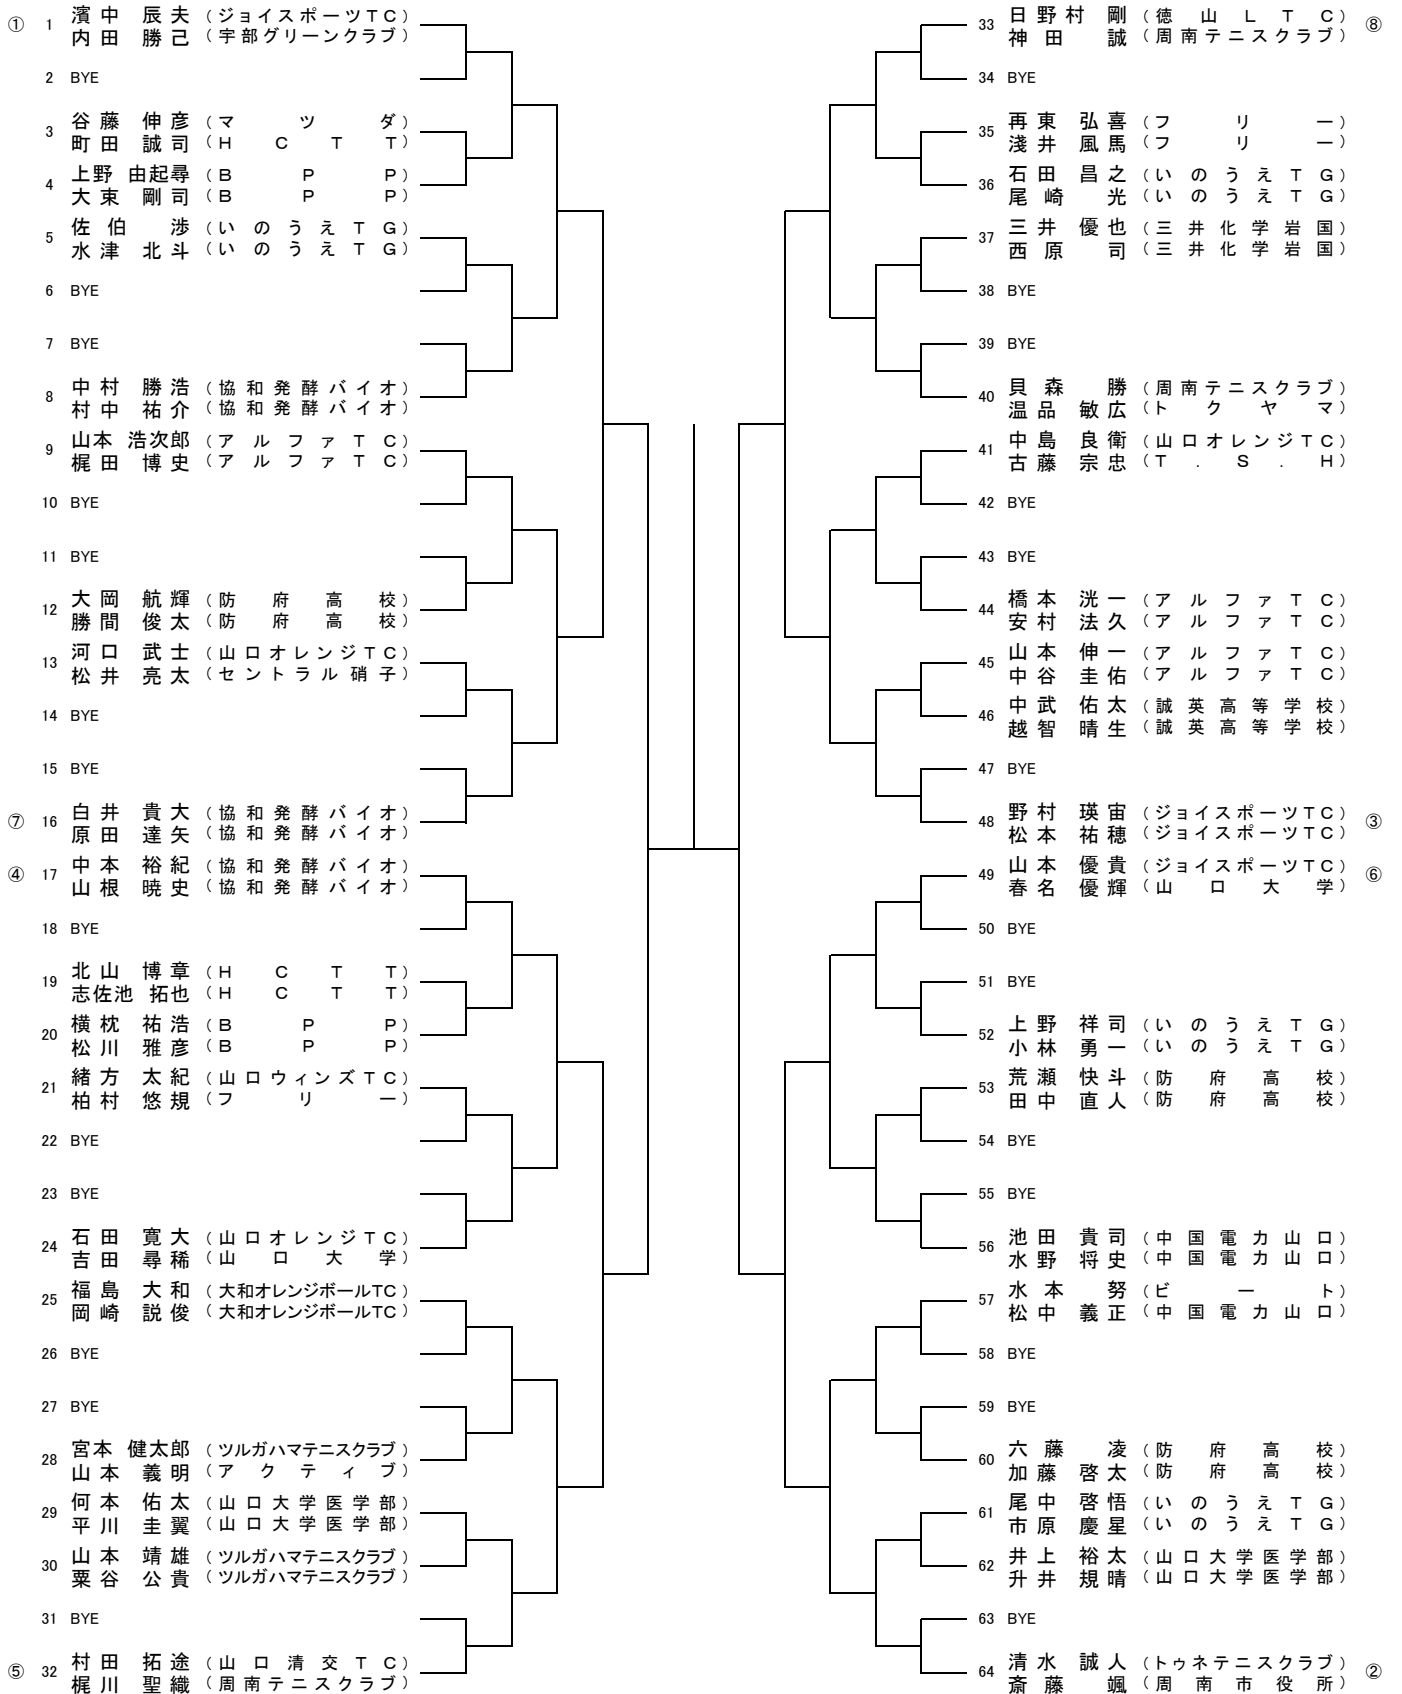 ① 1 濱中 辰夫 (ジョイスポーツTC)
内田 勝己 (宇部グリーンクラブ)
2 BYE
3 谷藤 伸彦 (マツダ)
町田 誠司 (HCTT)
4 上野 由起尋 (BPP)
大東 剛司 (BPP)
5 佐伯 渉 (いのうえTG)
水津 北斗 (いのうえTG)
6 BYE
7 BYE
8 中村 勝浩 (協和発酵バイオ)
村中 祐介 (協和発酵バイオ)
9 山本 浩次郎 (アルファTC)
梶田 博史 (アルファTC)
10 BYE
11 BYE
12 大岡 航輝 (防府高校)
勝間 俊太 (防府高校)
13 河口 武士 (山口オレンジTC)
松井 亮太 (セントラル硝子)
14 BYE
15 BYE
⑦ 16 白井 貴大 (協和発酵バイオ)
原田 達矢 (協和発酵バイオ)
④ 17 中本 裕紀 (協和発酵バイオ)
山根 暁史 (協和発酵バイオ)
18 BYE
19 北山 博章 (HCTT)
志佐池 拓也 (HCTT)
20 横枕 祐浩 (BPP)
松川 雅彦 (BPP)
21 緒方 太紀 (山口ウィンズTC)
柏村 悠規 (フリー)
22 BYE
23 BYE
24 石田 寛大 (山口オレンジTC)
吉田 尋稀 (山口大学)
25 福島 大和 (大和オレンジボールTC)
岡崎 説俊 (大和オレンジボールTC)
26 BYE
27 BYE
28 宮本 健太郎 (ツルガハマテニスクラブ)
山本 義明 (アクティブ)
29 何本 佑太 (山口大学医学部)
平川 圭翼 (山口大学医学部)
30 山本 靖雄 (ツルガハマテニスクラブ)
粟谷 公貴 (ツルガハマテニスクラブ)
31 BYE
⑤ 32 村田 拓途 (山口清交TC)
梶川 聖織 (周南テニスクラブ)
33 日野村 剛 (徳山LTC) ⑧
神田 誠 (周南テニスクラブ)
34 BYE
35 再東 弘喜 (フリー)
淺井 風馬 (フリー)
36 石田 昌之 (いのうえTG)
尾崎 光 (いのうえTG)
37 三井 優也 (三井化学岩国)
西原 司 (三井化学岩国)
38 BYE
39 BYE
40 貝森 勝 (周南テニスクラブ)
温品 敏広 (トクヤマ)
41 中島 良衛 (山口オレンジTC)
古藤 宗忠 (T.S.H)
42 BYE
43 BYE
44 橋本 洸一 (アルファTC)
安村 法久 (アルファTC)
45 山本 伸一 (アルファTC)
中谷 圭佑 (アルファTC)
46 中武 佑太 (誠英高等学校)
越智 晴生 (誠英高等学校)
47 BYE
48 野村 瑛宙 (ジョイスポーツTC) ③
松本 祐穂 (ジョイスポーツTC)
49 山本 優貴 (ジョイスポーツTC) ⑥
春名 優輝 (山口大学)
50 BYE
51 BYE
52 上野 祥司 (いのうえTG)
小林 勇一 (いのうえTG)
53 荒瀬 快斗 (防府高校)
田中 直人 (防府高校)
54 BYE
55 BYE
56 池田 貴司 (中国電力山口)
水野 将史 (中国電力山口)
57 水本 努 (ビート)
松中 義正 (中国電力山口)
58 BYE
59 BYE
60 六藤 凌 (防府高校)
加藤 啓太 (防府高校)
61 尾中 啓悟 (いのうえTG)
市原 慶星 (いのうえTG)
62 井上 裕太 (山口大学医学部)
升井 規晴 (山口大学医学部)
63 BYE
64 清水 誠人 (トゥネテニスクラブ) ②
斎藤 颯 (周南市役所)